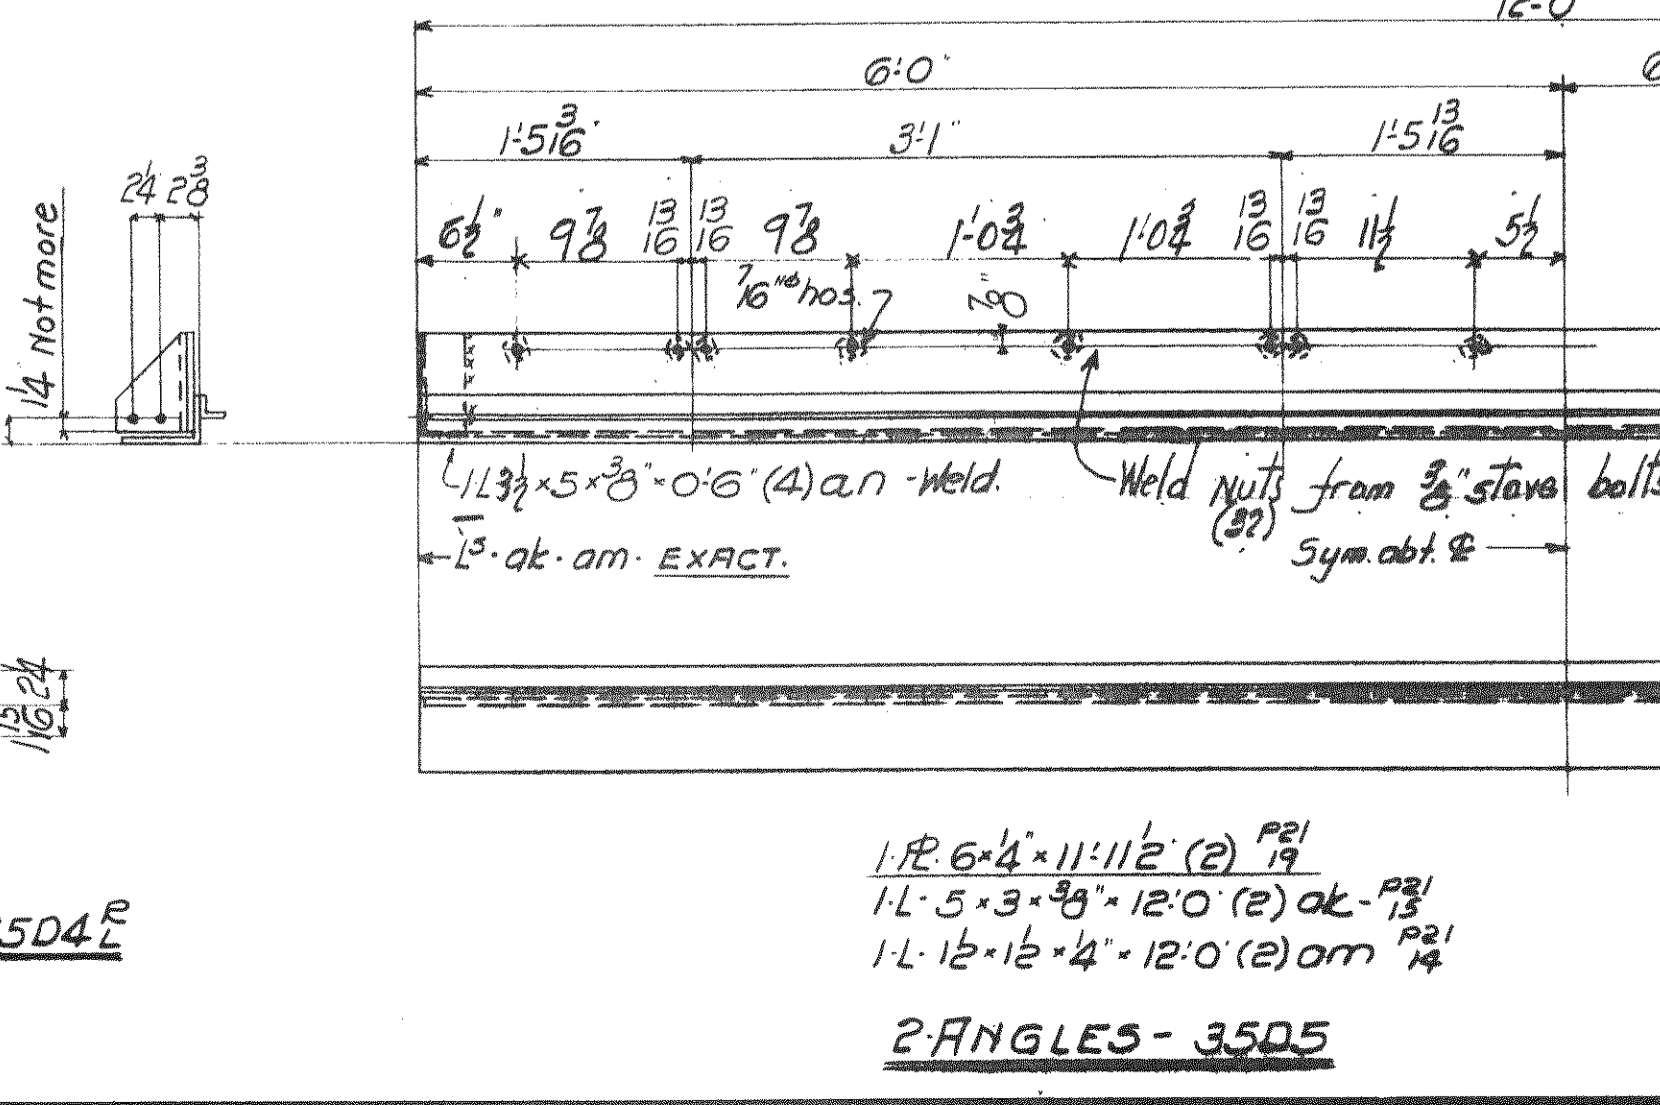 12'-0"
6'-0"
1'-5 3/16" 3'-1" 1'-5 13/16
2 1/4 2 3/8
6 1/2" 9 7/8 13/16 13/16 9 7/8 1'-0 3/4 1'-0 3/4 13/16 13/16 11 1/2 5 1/2
1 1/4 Not more
7/16" hos. 7/8"
1-L 3 1/2 × 5 × 3/8" × 0'-6" (4) an - Weld.
Weld Nuts from 3/8" stove bolts
(32)
Ls · ak · am · EXACT.
Sym. abt. ℄
1 15/16 2 1/4
1-PL. 6 × 1/4" × 11'-11 1/2" (2) P21/19
1-L- 5 × 3 × 3/8" × 12'-0" (2) ak - P21/13
1-L- 1 1/2 × 1 1/2 × 1/4" × 12'-0" (2) am P21/14
35D4 R/L
2-ANGLES - 35D5